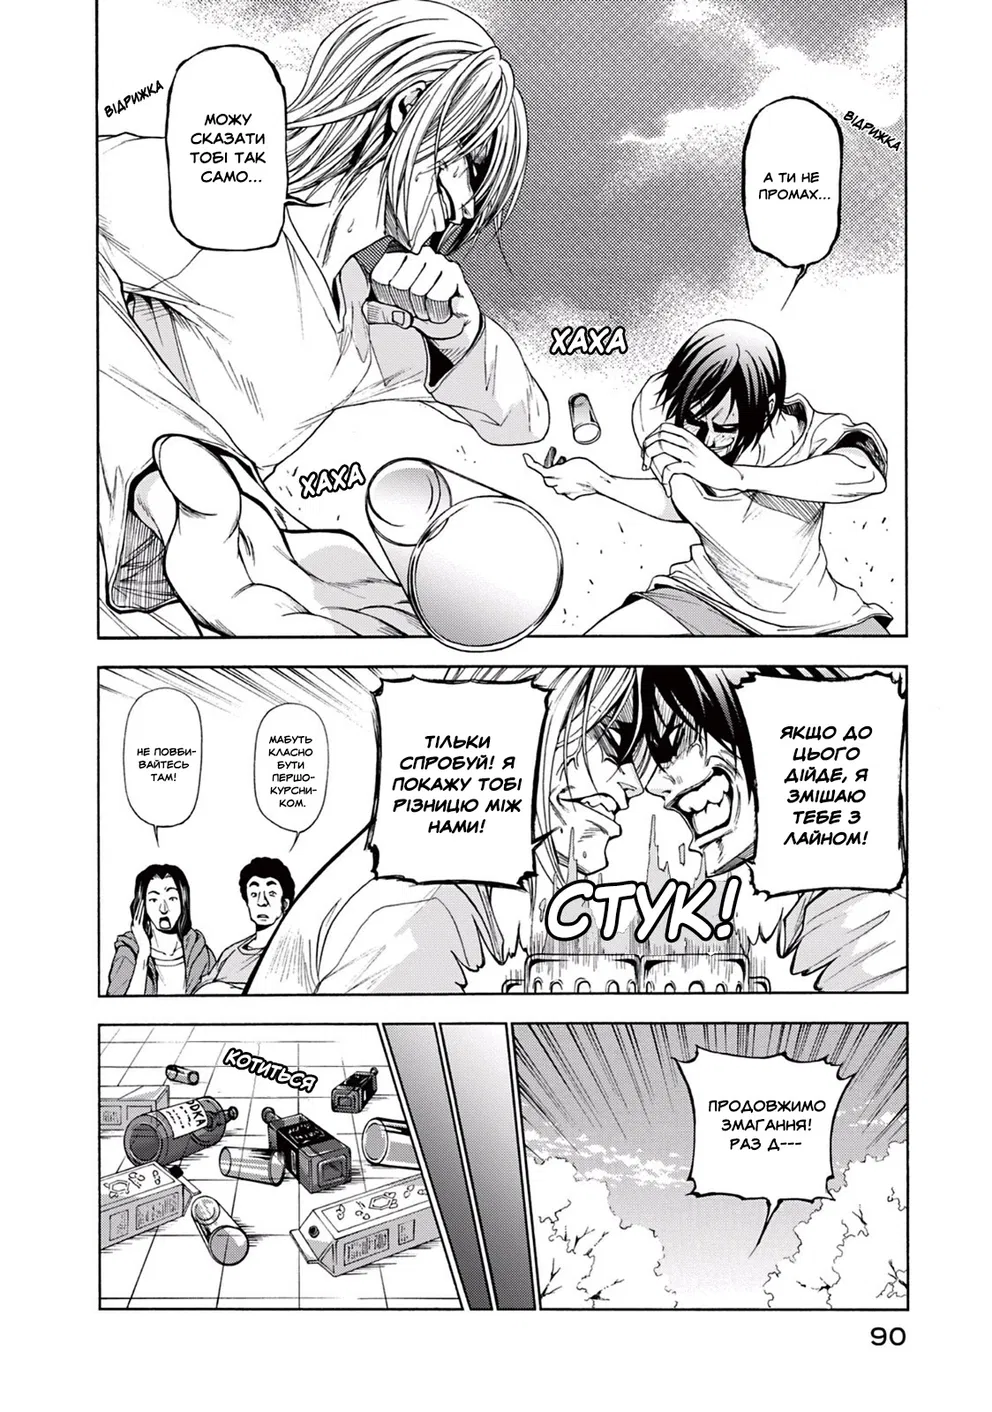 ВІДРИЖКА
А ТИ НЕ
ПРОМАХ...
ВІДРИЖКА
МОЖУ
СКАЗАТИ
ТОБІ ТАК
САМО...
ХАХА
ХАХА
ЯКЩО ДО
ЦЬОГО
ДІЙДЕ, Я
ЗМІШАЮ
ТЕБЕ З
ЛАЙНОМ!
ТІЛЬКИ
СПРОБУЙ! Я
ПОКАЖУ ТОБІ
РІЗНИЦЮ МІЖ
НАМИ!
СТУК!
МАБУТЬ
КЛАСНО
БУТИ
ПЕРШО-
КУРСНИ-
КОМ.
НЕ ПОВБИ-
ВАЙТЕСЬ
ТАМ!
ПРОДОВЖИМО
ЗМАГАННЯ!
РАЗ Д---
КОТИТЬСЯ
90